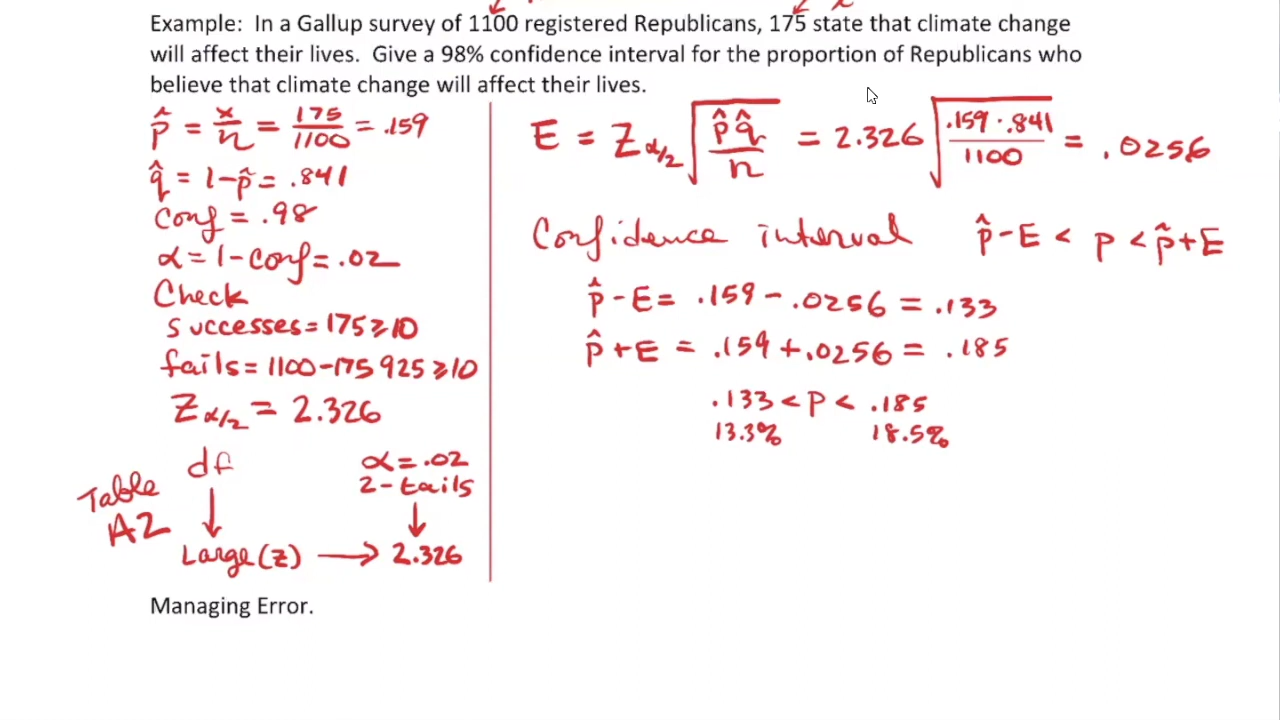 Example: In a Gallup survey of 1100 registered Republicans, 175 state that climate change
will affect their lives. Give a 98% confidence interval for the proportion of Republicans who
believe that climate change will affect their lives.
p̂ = x/n = 175/1100 = .159
q̂ = 1-p̂ = .841
Conf = .98
α = 1-conf = .02
Check
successes = 175 ≥ 10
fails = 1100-175 925 ≥ 10
Zα/2 = 2.326
Table A2
df α = .02
2-tails
↓ ↓
Large(z) → 2.326
E = Zα/2 √(p̂q̂/n) = 2.326 √(.159 · .841/1100) = .0256
Confidence interval p̂-E < p < p̂+E
p̂-E = .159 - .0256 = .133
p̂+E = .159 + .0256 = .185
.133 < p < .185
13.3% 18.5%
Managing Error.